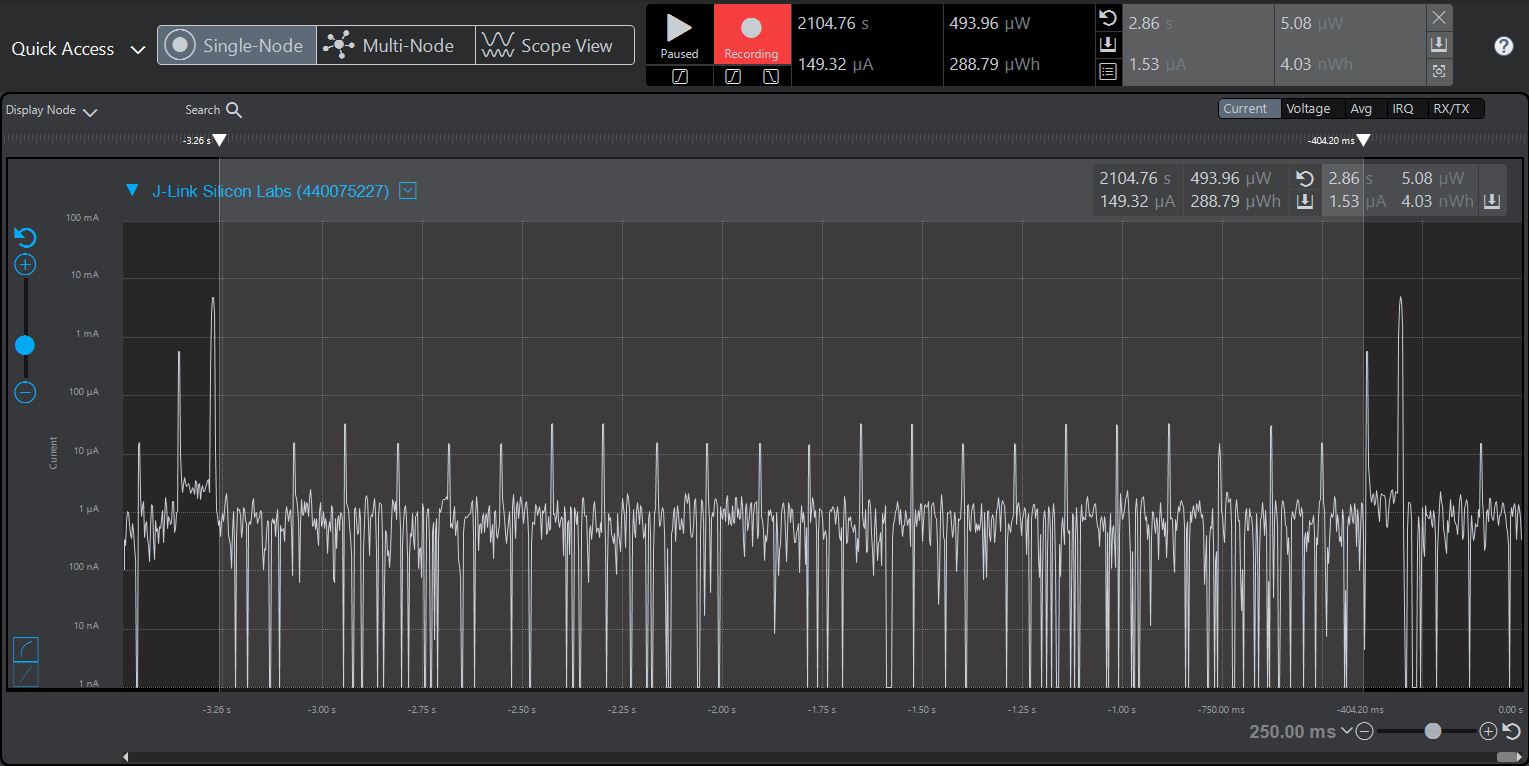 Quick Access Single-Node Multi-Node Scope View
Paused Recording
2104.76 s 493.96 µW 2.86 s 5.08 µW
149.32 µA 288.79 µWh 1.53 µA 4.03 nWh
Display Node Search Current Voltage Avg IRQ RX/TX
-3.26 s -404.20 ms
J-Link Silicon Labs (440075227)
2104.76 s 493.96 µW 2.86 s 5.08 µW
149.32 µA 288.79 µWh 1.53 µA 4.03 nWh
100 mA
10 mA
1 mA
100 µA
10 µA
1 µA
100 nA
10 nA
1 nA
Current
-3.26 s -3.00 s -2.75 s -2.50 s -2.25 s -2.00 s -1.75 s -1.50 s -1.25 s -1.00 s -750.00 ms -404.20 ms 0.00 s
250.00 ms